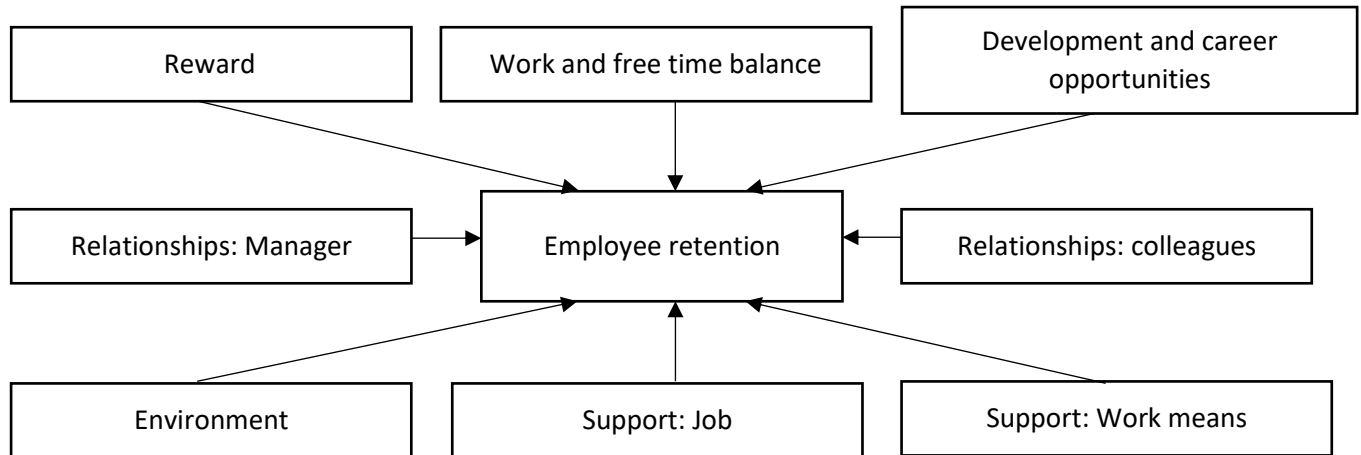 Reward
Work and free time balance
Development and career
opportunities
Relationships: Manager
Employee retention
Relationships: colleagues
Environment
Support: Job
Support: Work means